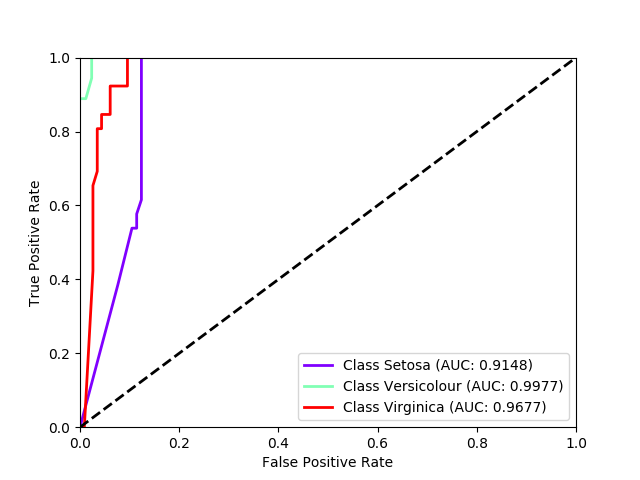 1.0
0.8
0.6
0.4
0.2
0.0
True Positive Rate
Class Setosa (AUC: 0.9148)
Class Versicolour (AUC: 0.9977)
Class Virginica (AUC: 0.9677)
0.0 0.2 0.4 0.6 0.8 1.0
False Positive Rate